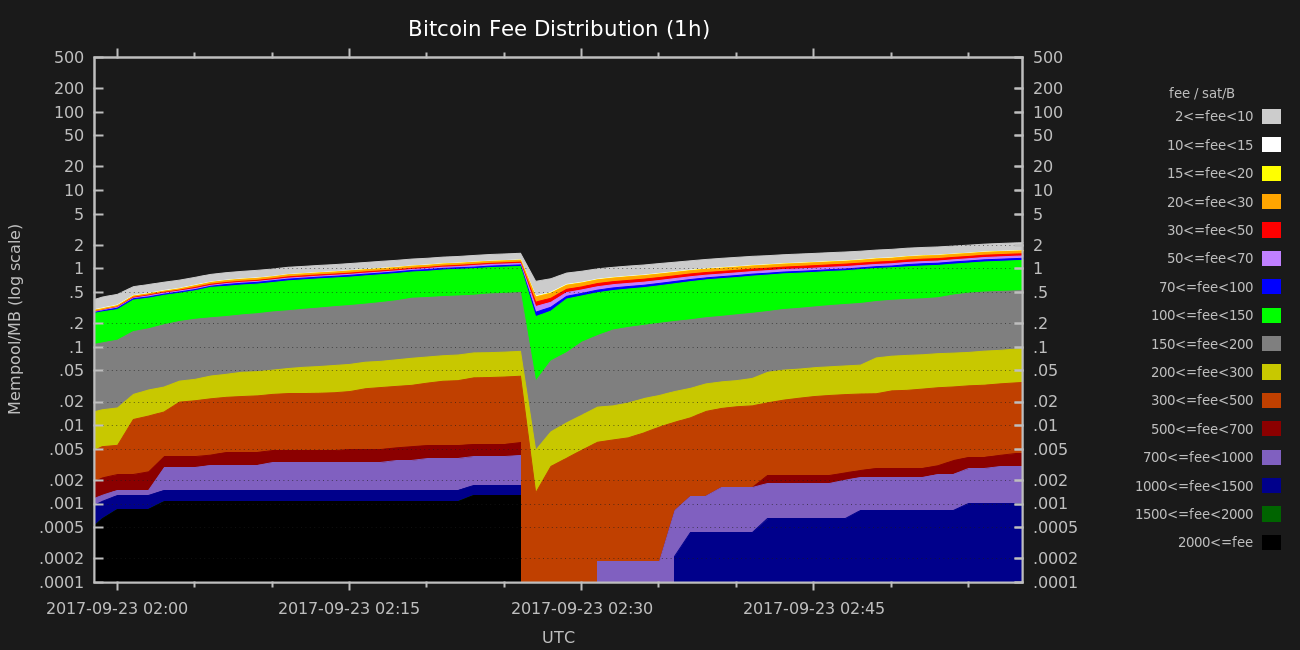 Bitcoin Fee Distribution (1h)
Mempool/MB (log scale)
500
200
100
50
20
10
5
2
1
.5
.2
.1
.05
.02
.01
.005
.002
.001
.0005
.0002
.0001
500
200
100
50
20
10
5
2
1
.5
.2
.1
.05
.02
.01
.005
.002
.001
.0005
.0002
.0001
2017-09-23 02:00 2017-09-23 02:15 2017-09-23 02:30 2017-09-23 02:45
UTC
fee / sat/B
2<=fee<10
10<=fee<15
15<=fee<20
20<=fee<30
30<=fee<50
50<=fee<70
70<=fee<100
100<=fee<150
150<=fee<200
200<=fee<300
300<=fee<500
500<=fee<700
700<=fee<1000
1000<=fee<1500
1500<=fee<2000
2000<=fee